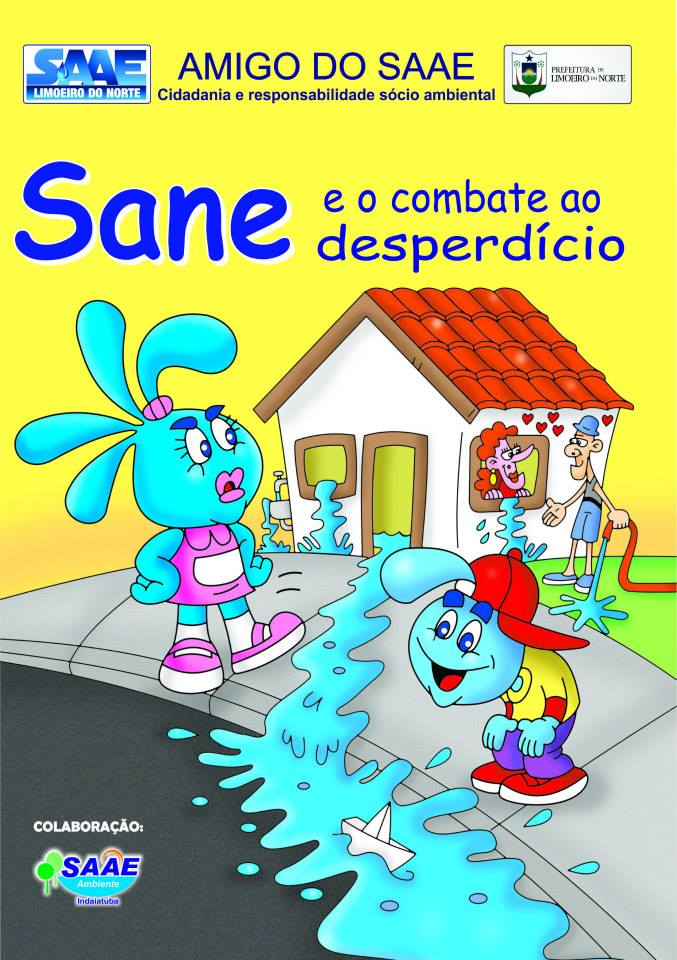 SAAE
LIMOEIRO DO NORTE
AMIGO DO SAAE
Cidadania e responsabilidade sócio ambiental
PREFEITURA DE
LIMOEIRO DO NORTE
Sane e o combate ao
desperdício
COLABORAÇÃO:
SAAE
Ambiente
Indaiatuba